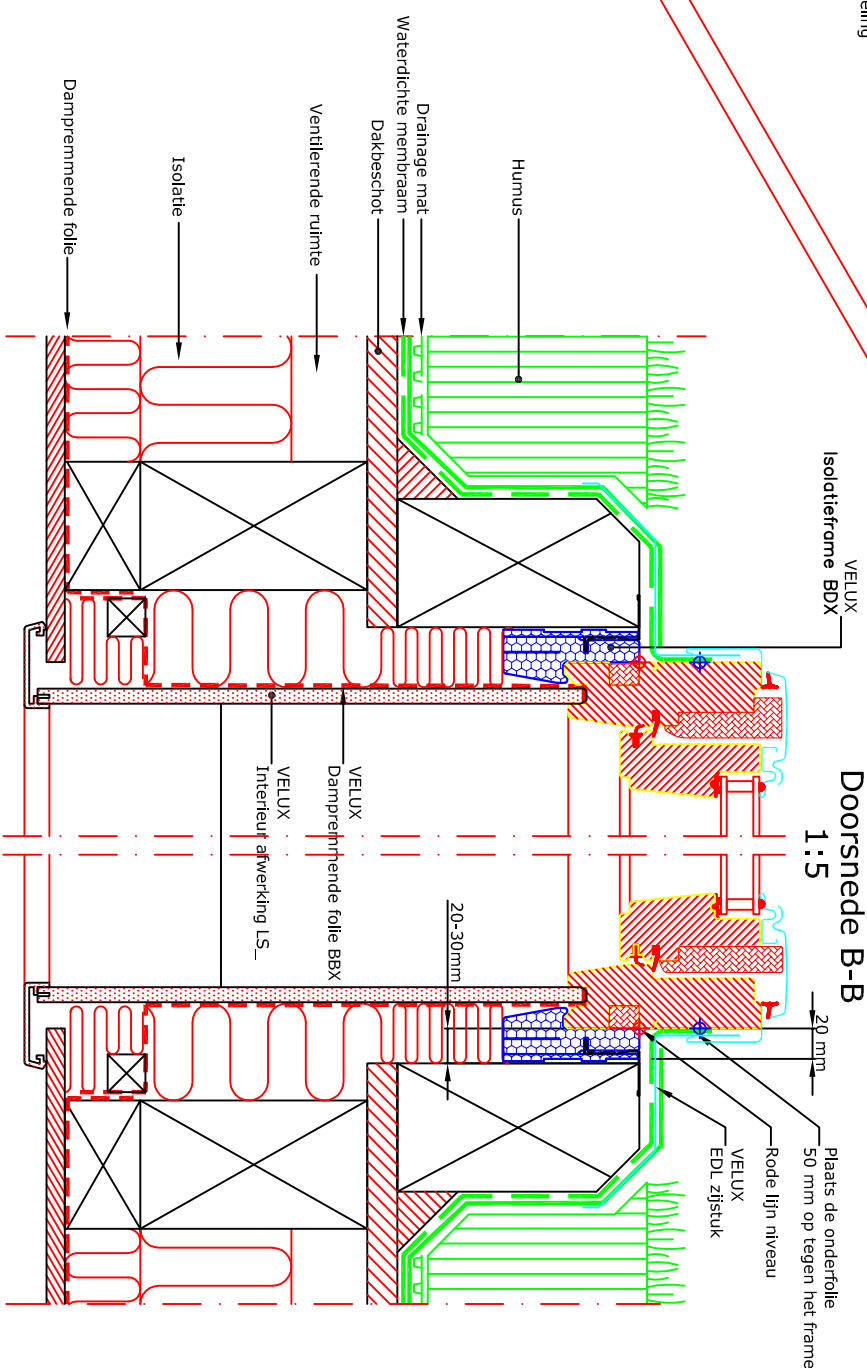 Doorsnede B-B
1:5
VELUX
Isolatieframe BDX
Humus
Drainage mat
Waterdichte membraam
Dakbeschot
Ventilerende ruimte
Isolatie
Dampremmende folie
20 mm
Plaats de onderfolie
50 mm op tegen het frame
Rode lijn niveau
VELUX
EDL zijstuk
20-30mm
VELUX
Dampremmende folie BBX
VELUX
Interieur afwerking LS_